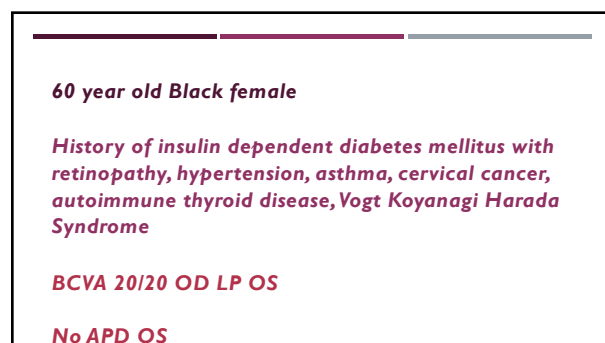 60 year old Black female
History of insulin dependent diabetes mellitus with
retinopathy, hypertension, asthma, cervical cancer,
autoimmune thyroid disease, Vogt Koyanagi Harada
Syndrome
BCVA 20/20 OD LP OS
No APD OS